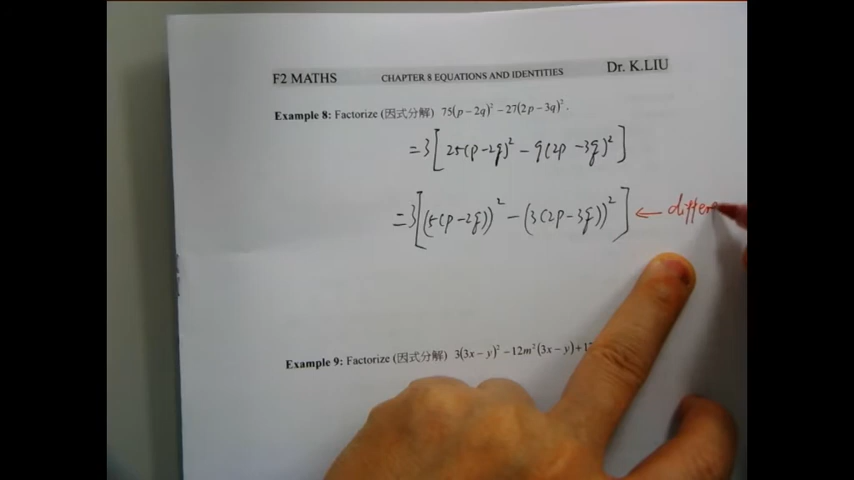 F2 MATHS CHAPTER 8 EQUATIONS AND IDENTITIES Dr. K.LIU
Example 8: Factorize (因式分解) 75(p−2q)²−27(2p−3q)².
=3[25(p−2q)²−9(2p−3q)²]
=3[(5(p−2q))²−(3(2p−3q))²] ← differ
Example 9: Factorize (因式分解) 3(3x−y)²−12m²(3x−y)+1